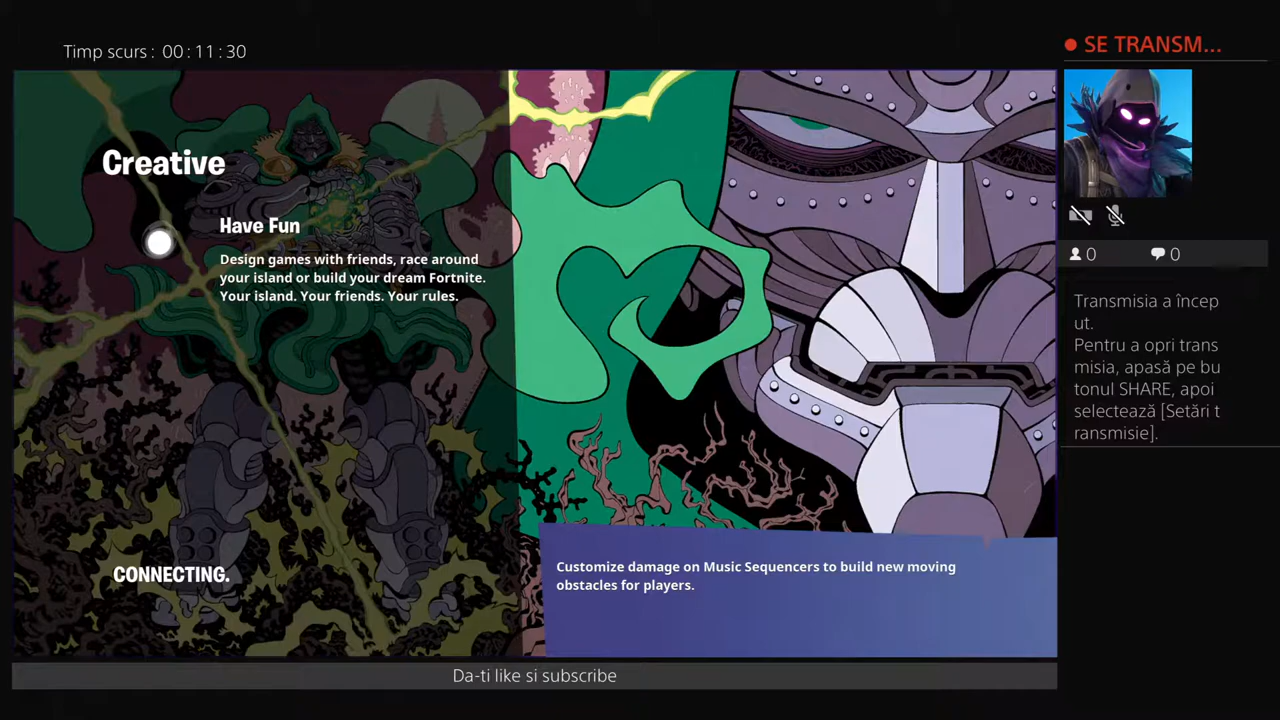 Timp scurs : 00 : 11 : 30
SE TRANSM...
Creative
Have Fun
Design games with friends, race around
your island or build your dream Fortnite.
Your island. Your friends. Your rules.
0
0
Transmisia a încep
ut.
Pentru a opri trans
misia, apasă pe bu
tonul SHARE, apoi
selectează [Setări t
ransmisie].
CONNECTING.
Customize damage on Music Sequencers to build new moving
obstacles for players.
Da-ti like si subscribe